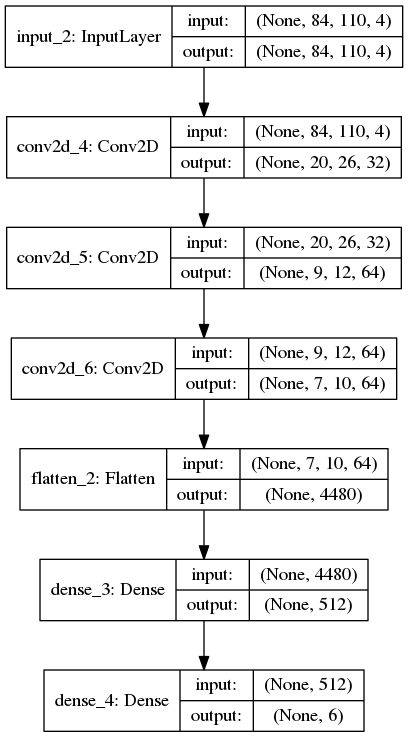 input_2: InputLayer
input: (None, 84, 110, 4)
output: (None, 84, 110, 4)
conv2d_4: Conv2D
input: (None, 84, 110, 4)
output: (None, 20, 26, 32)
conv2d_5: Conv2D
input: (None, 20, 26, 32)
output: (None, 9, 12, 64)
conv2d_6: Conv2D
input: (None, 9, 12, 64)
output: (None, 7, 10, 64)
flatten_2: Flatten
input: (None, 7, 10, 64)
output: (None, 4480)
dense_3: Dense
input: (None, 4480)
output: (None, 512)
dense_4: Dense
input: (None, 512)
output: (None, 6)